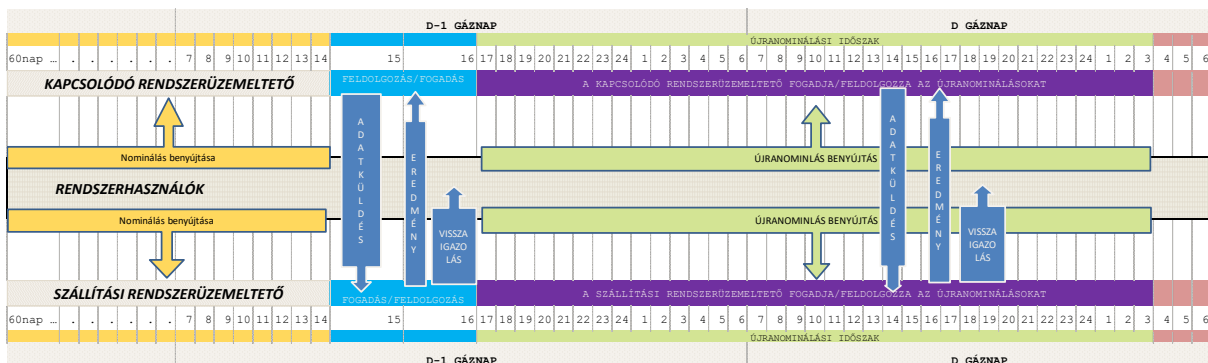 D-1 GÁZNAP D GÁZNAP
ÚJRANOMINÁLÁSI IDŐSZAK
60nap … . . . . . . 7 8 9 10 11 12 13 14 15 16 17 18 19 20 21 22 23 24 1 2 3 4 5 6 7 8 9 10 11 12 13 14 15 16 17 18 19 20 21 22 23 24 1 2 3 4 5 6
KAPCSOLÓDÓ RENDSZERÜZEMELTETŐ FELDOLGOZÁS/FOGADÁS A KAPCSOLÓDÓ RENDSZERÜZEMELTETŐ FOGADJA/FELDOLGOZZA AZ ÚJRANOMINÁLÁSOKAT
ADATKÜLDÉS
EREDMÉNY
ADATKÜLDÉS
EREDMÉNY
Nominálás benyújtása ÚJRANOMINLÁS BENYÚJTÁS
RENDSZERHASZNÁLÓK
Nominálás benyújtása ÚJRANOMINLÁS BENYÚJTÁS
VISSZA
IGAZO
LÁS
VISSZA
IGAZO
LÁS
SZÁLLÍTÁSI RENDSZERÜZEMELTETŐ FOGADÁS/FELDOLGOZÁS A SZÁLLÍTÁSI RENDSZERÜZEMELTETŐ FOGADJA/FELDOLGOZZA AZ ÚJRANOMINÁLÁSOKAT
60nap … . . . . . . 7 8 9 10 11 12 13 14 15 16 17 18 19 20 21 22 23 24 1 2 3 4 5 6 7 8 9 10 11 12 13 14 15 16 17 18 19 20 21 22 23 24 1 2 3 4 5 6
ÚJRANOMINÁLÁSI IDŐSZAK
D-1 GÁZNAP D GÁZNAP